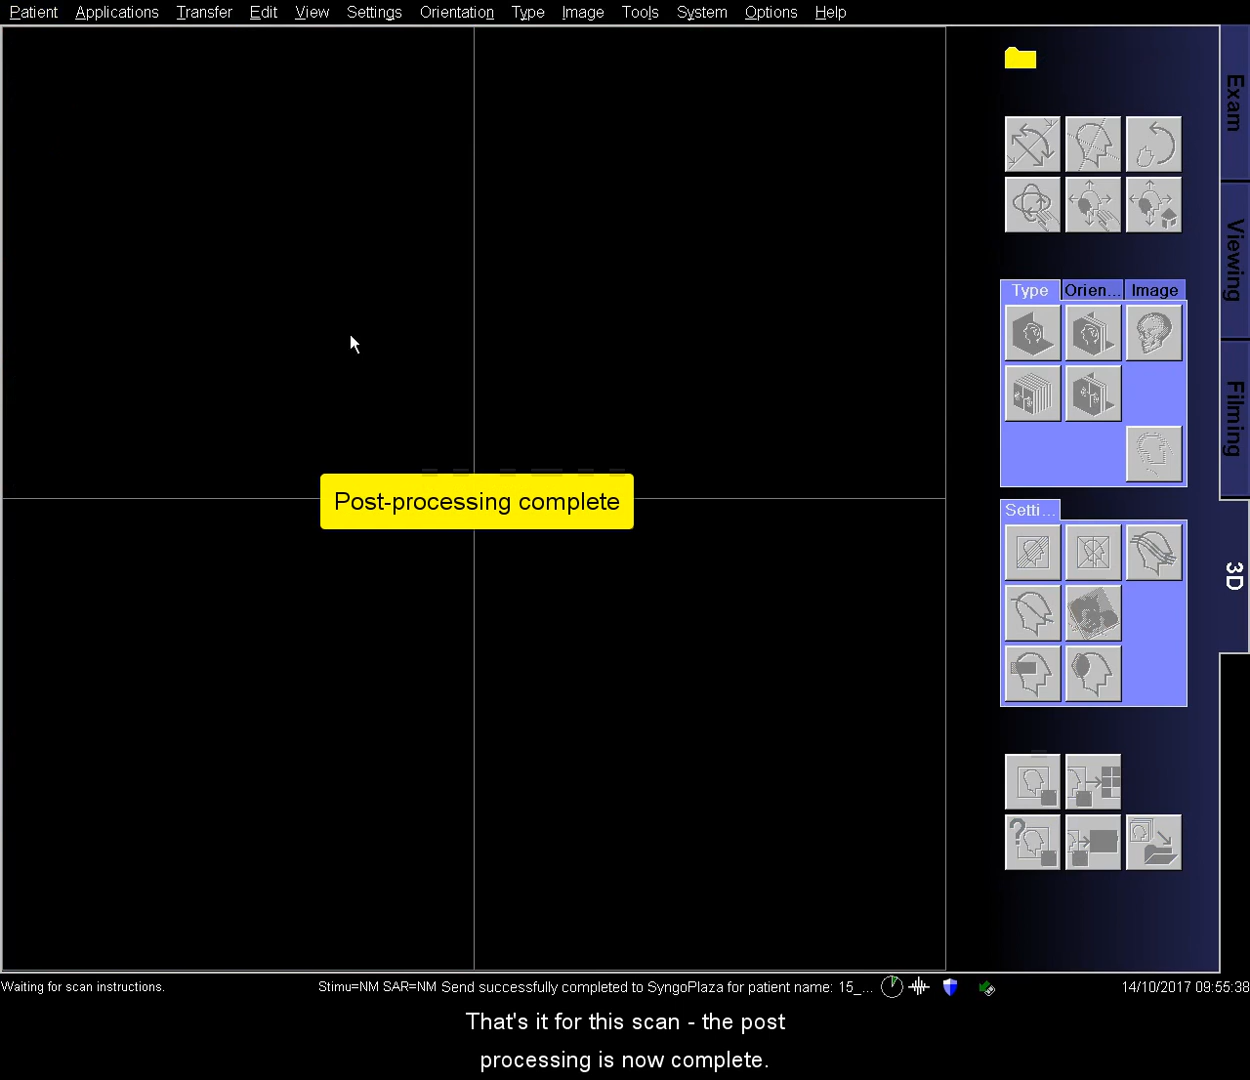 Patient Applications Transfer Edit View Settings Orientation Type Image Tools System Options Help
Exam
Viewing
Filming
3D
Type Orien... Image
Setti...
Post-processing complete
Waiting for scan instructions. Stimu=NM SAR=NM Send successfully completed to SyngoPlaza for patient name: 15_... 14/10/2017 09:55:38
That's it for this scan - the post
processing is now complete.